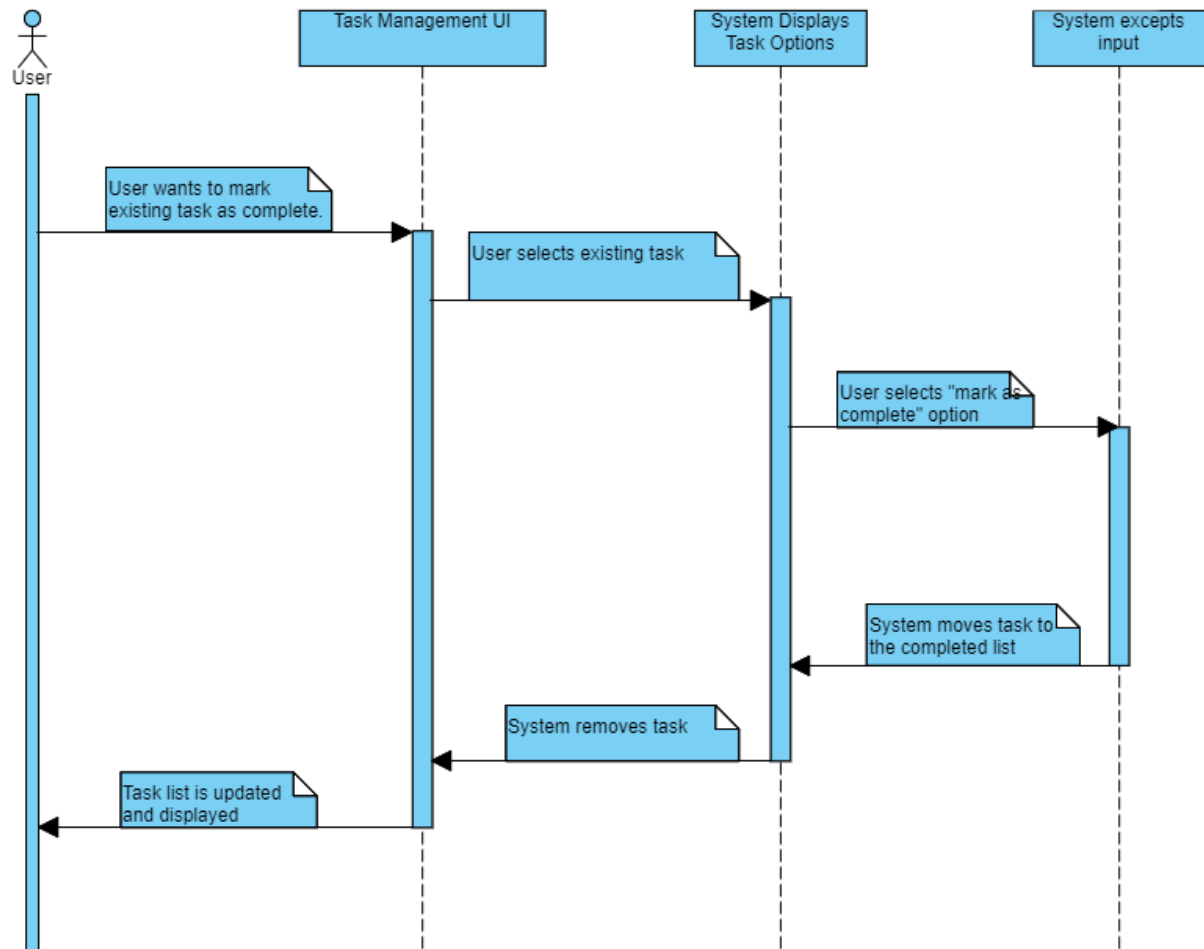 Task Management UI
System Displays
Task Options
System excepts
input
User
User wants to mark
existing task as complete.
User selects existing task
User selects "mark as
complete" option
System moves task to
the completed list
System removes task
Task list is updated
and displayed